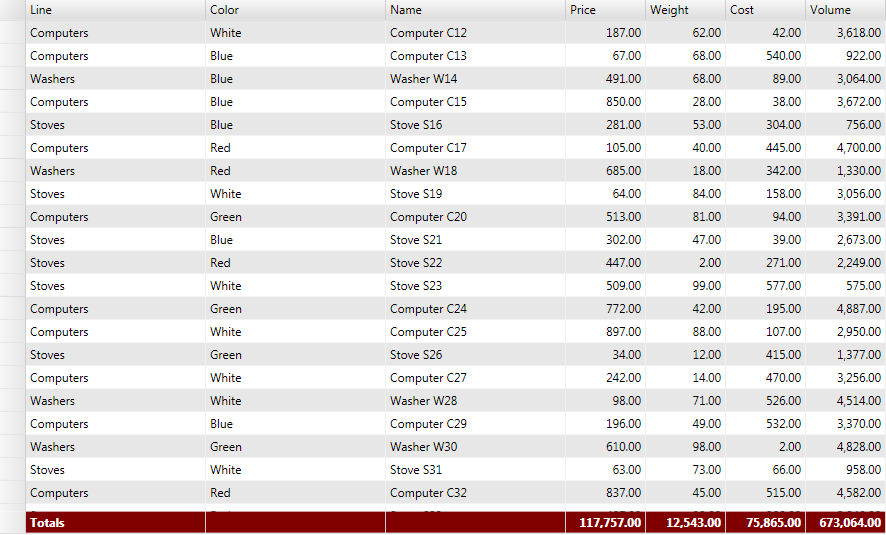 Line Color Name Price Weight Cost Volume
Computers White Computer C12 187.00 62.00 42.00 3,618.00
Computers Blue Computer C13 67.00 68.00 540.00 922.00
Washers Blue Washer W14 491.00 68.00 89.00 3,064.00
Computers Blue Computer C15 850.00 28.00 38.00 3,672.00
Stoves Blue Stove S16 281.00 53.00 304.00 756.00
Computers Red Computer C17 105.00 40.00 445.00 4,700.00
Washers Red Washer W18 685.00 18.00 342.00 1,330.00
Stoves White Stove S19 64.00 84.00 158.00 3,056.00
Computers Green Computer C20 513.00 81.00 94.00 3,391.00
Stoves Blue Stove S21 302.00 47.00 39.00 2,673.00
Stoves Red Stove S22 447.00 2.00 271.00 2,249.00
Stoves White Stove S23 509.00 99.00 577.00 575.00
Computers Green Computer C24 772.00 42.00 195.00 4,887.00
Computers White Computer C25 897.00 88.00 107.00 2,950.00
Stoves Green Stove S26 34.00 12.00 415.00 1,377.00
Computers White Computer C27 242.00 14.00 470.00 3,256.00
Washers White Washer W28 98.00 71.00 526.00 4,514.00
Computers Blue Computer C29 196.00 49.00 532.00 3,370.00
Washers Green Washer W30 610.00 98.00 2.00 4,828.00
Stoves White Stove S31 63.00 73.00 66.00 958.00
Computers Red Computer C32 837.00 45.00 515.00 4,582.00
Totals 117,757.00 12,543.00 75,865.00 673,064.00